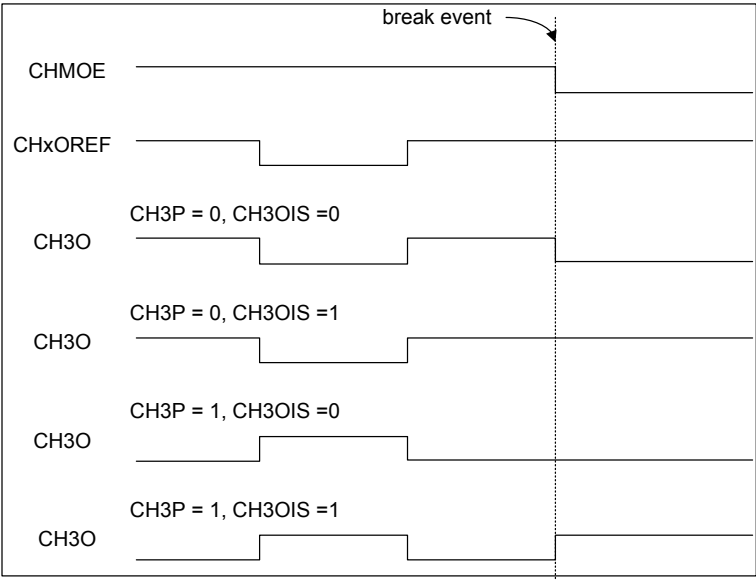 break event
CHMOE
CHxOREF
CH3P = 0, CH3OIS =0
CH3O
CH3P = 0, CH3OIS =1
CH3O
CH3P = 1, CH3OIS =0
CH3O
CH3P = 1, CH3OIS =1
CH3O